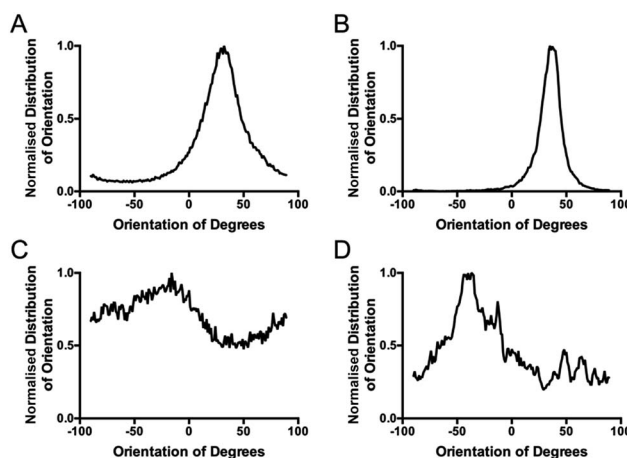 A
Normalised Distribution
of Orientation
1.0
0.5
0.0
-100 -50 0 50 100
Orientation of Degrees
B
Normalised Distribution
of Orientation
1.0
0.5
0.0
-100 -50 0 50 100
Orientation of Degrees
C
Normalised Distribution
of Orientation
1.0
0.5
0.0
-100 -50 0 50 100
Orientation of Degrees
D
Normalised Distribution
of Orientation
1.0
0.5
0.0
-100 -50 0 50 100
Orientation of Degrees